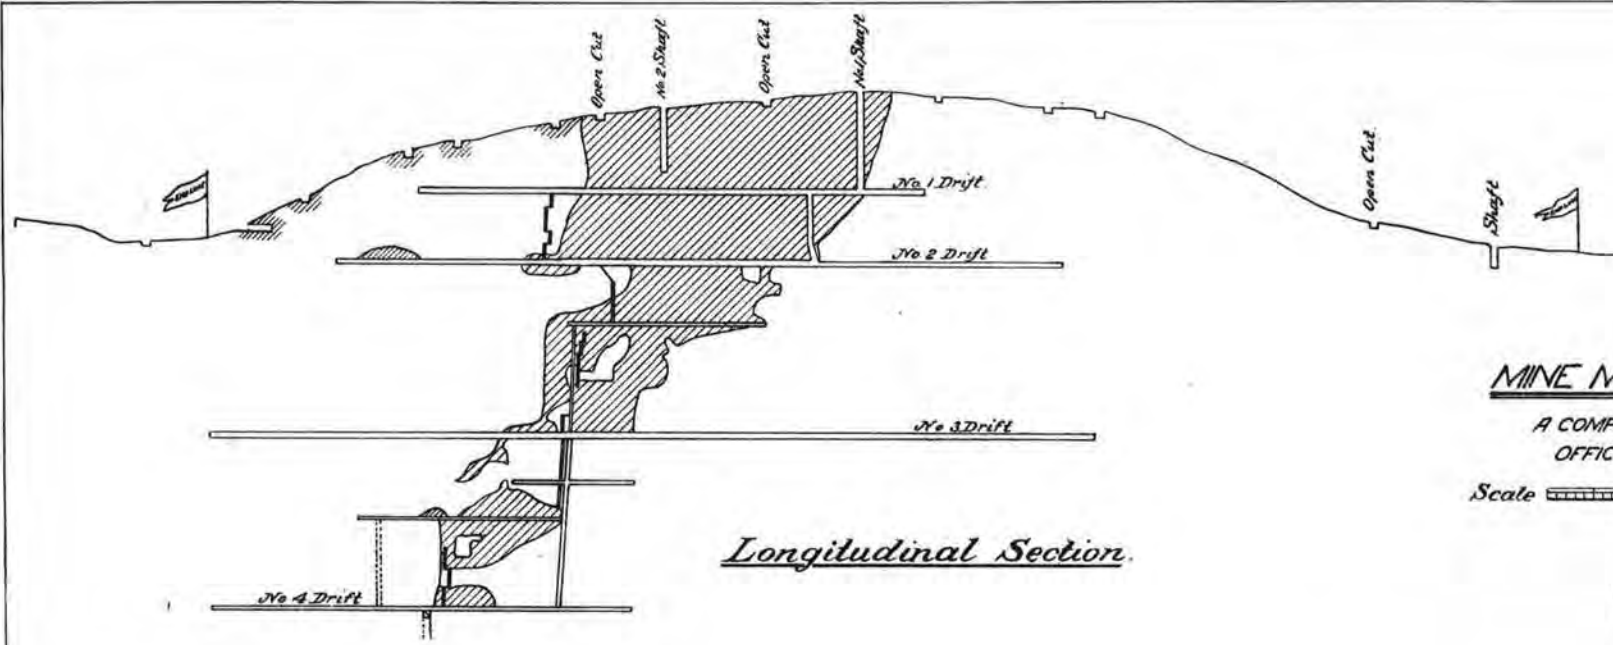 Open Cut
No 2 Shaft
Open Cut
No 1 Shaft
No. 1 Drift.
Open Cut.
Shaft
No 2 Drift
MINE M
No 3 Drift
A COMP
OFFIC
Scale
Longitudinal Section.
No 4 Drift